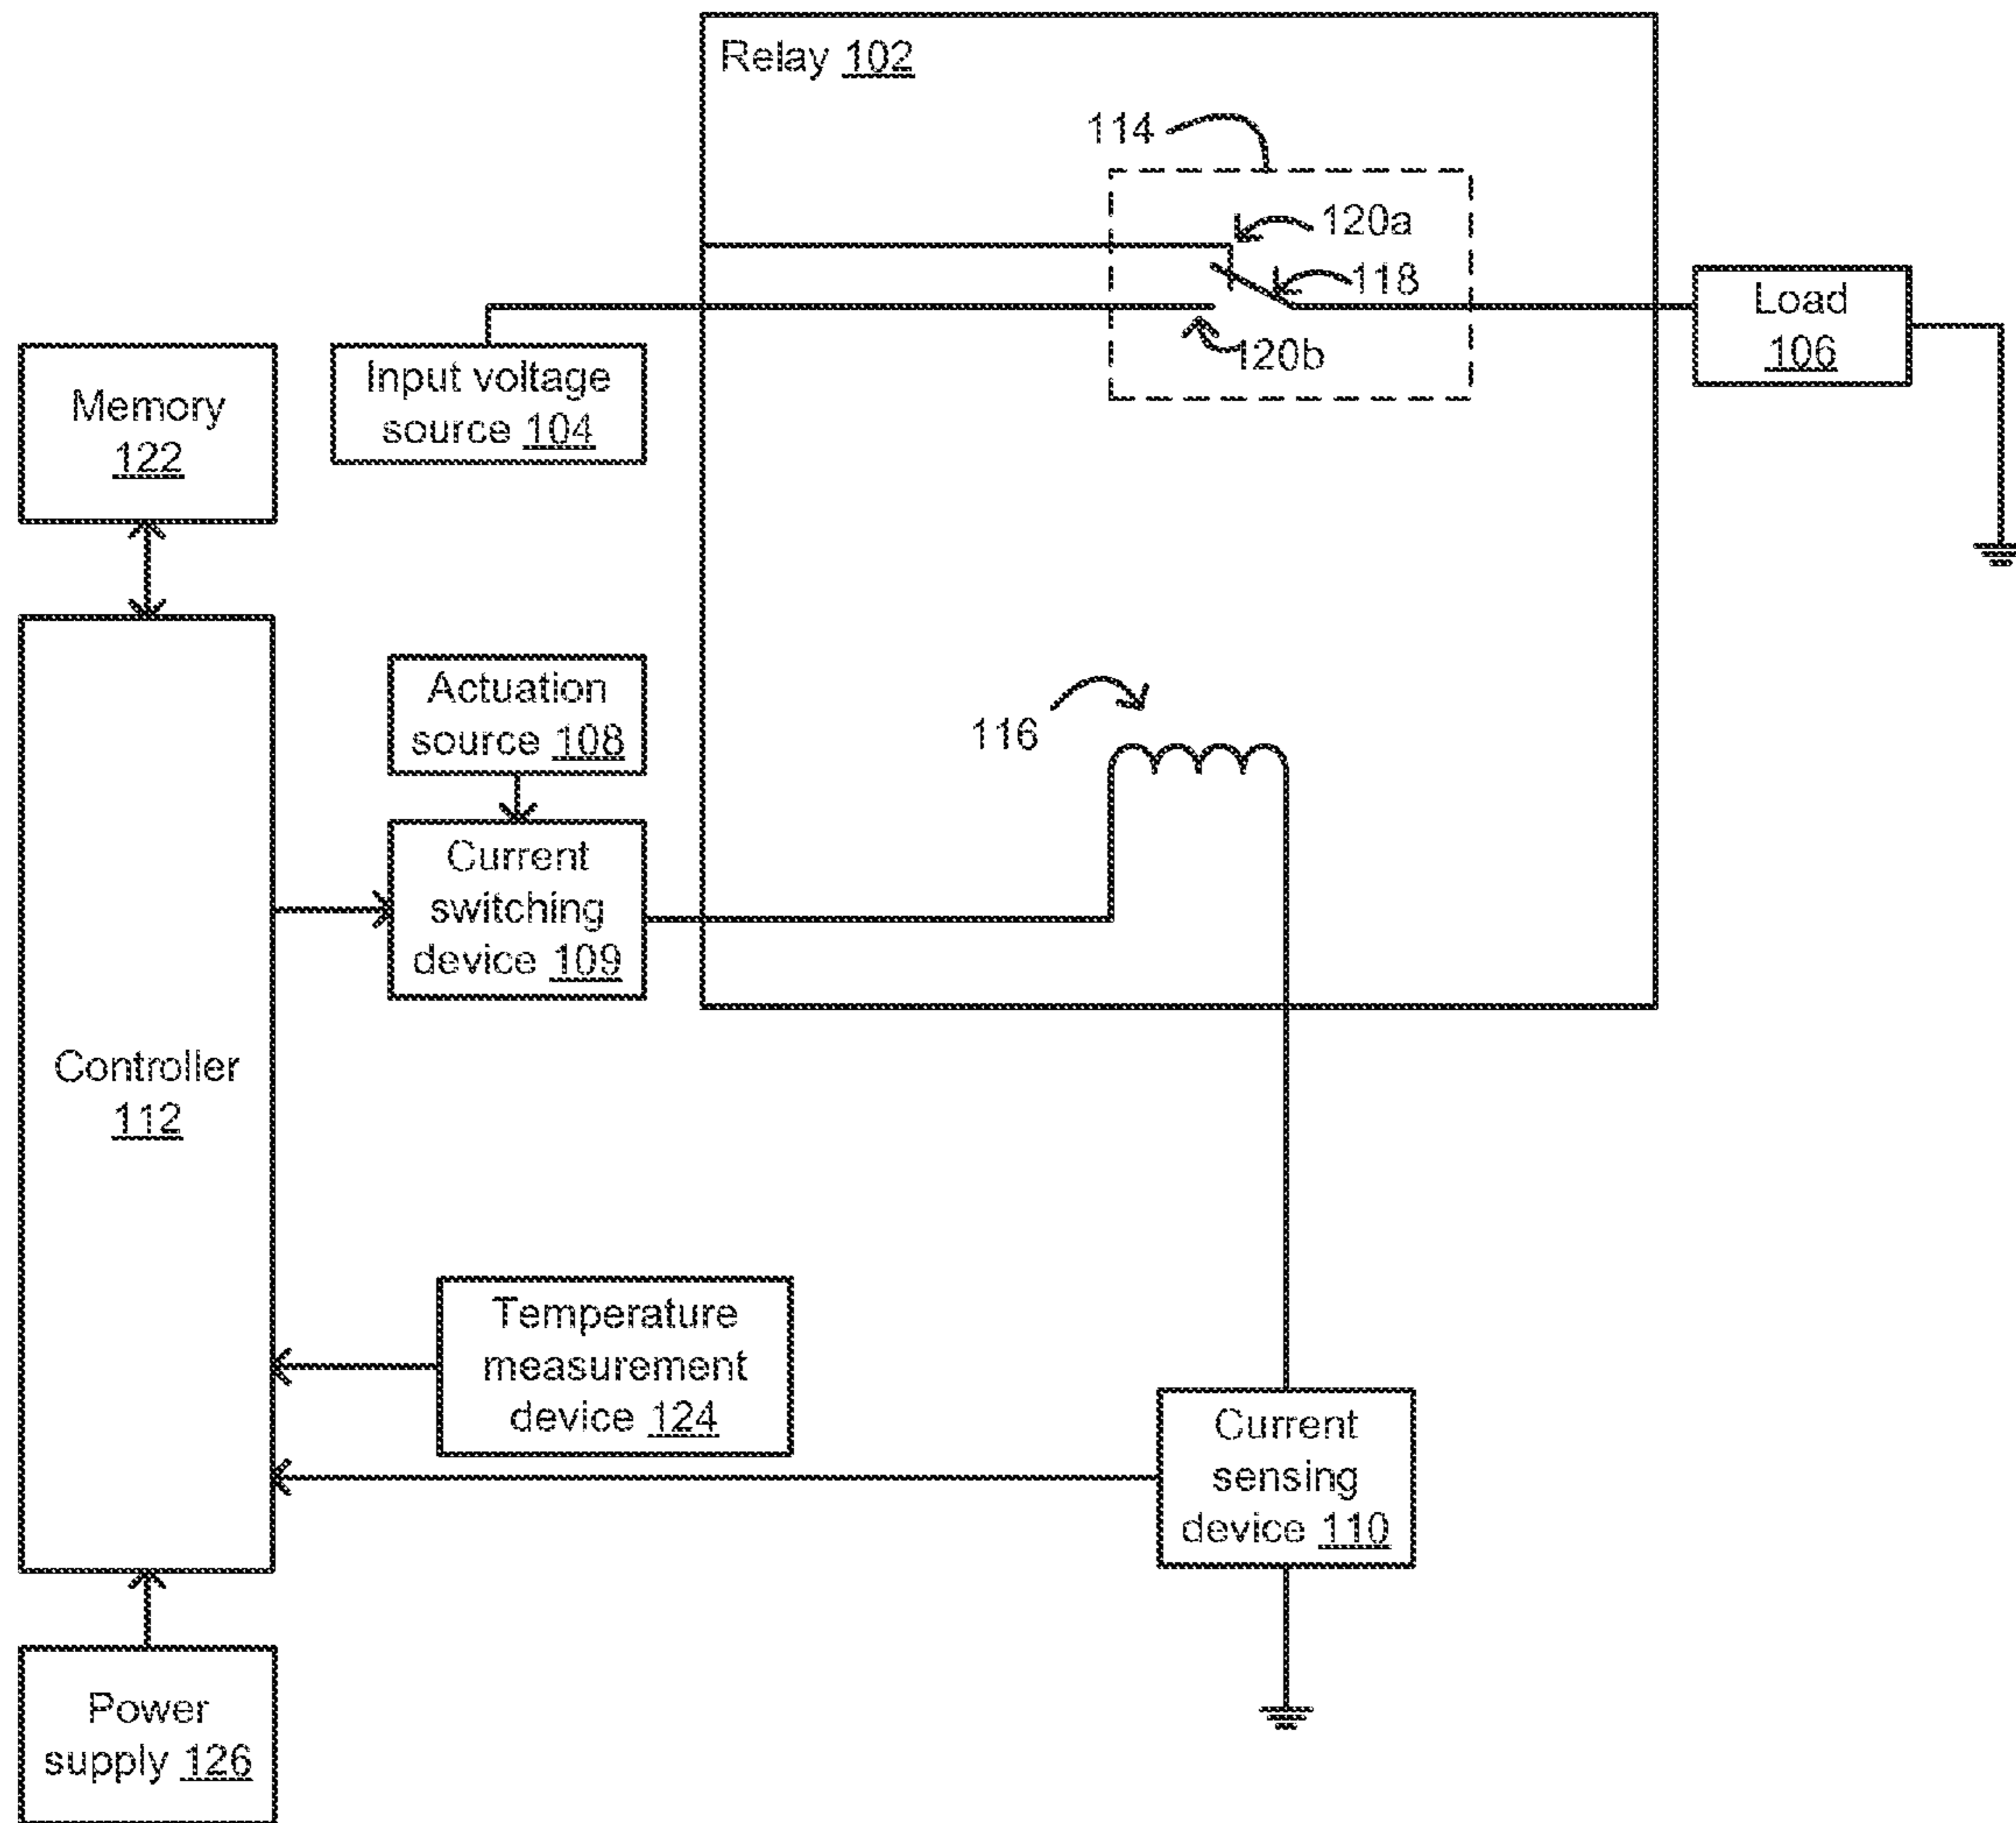 Relay 102
114
120a
118
120b
Load
106
Input voltage
source 104
Memory
122
Actuation
source 108
116
Current
switching
device 109
Controller
112
Temperature
measurement
device 124
Current
sensing
device 110
Power
supply 126